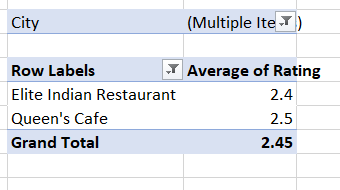 City (Multiple Ite )
Row Labels Average of Rating
Elite Indian Restaurant 2.4
Queen's Cafe 2.5
Grand Total 2.45